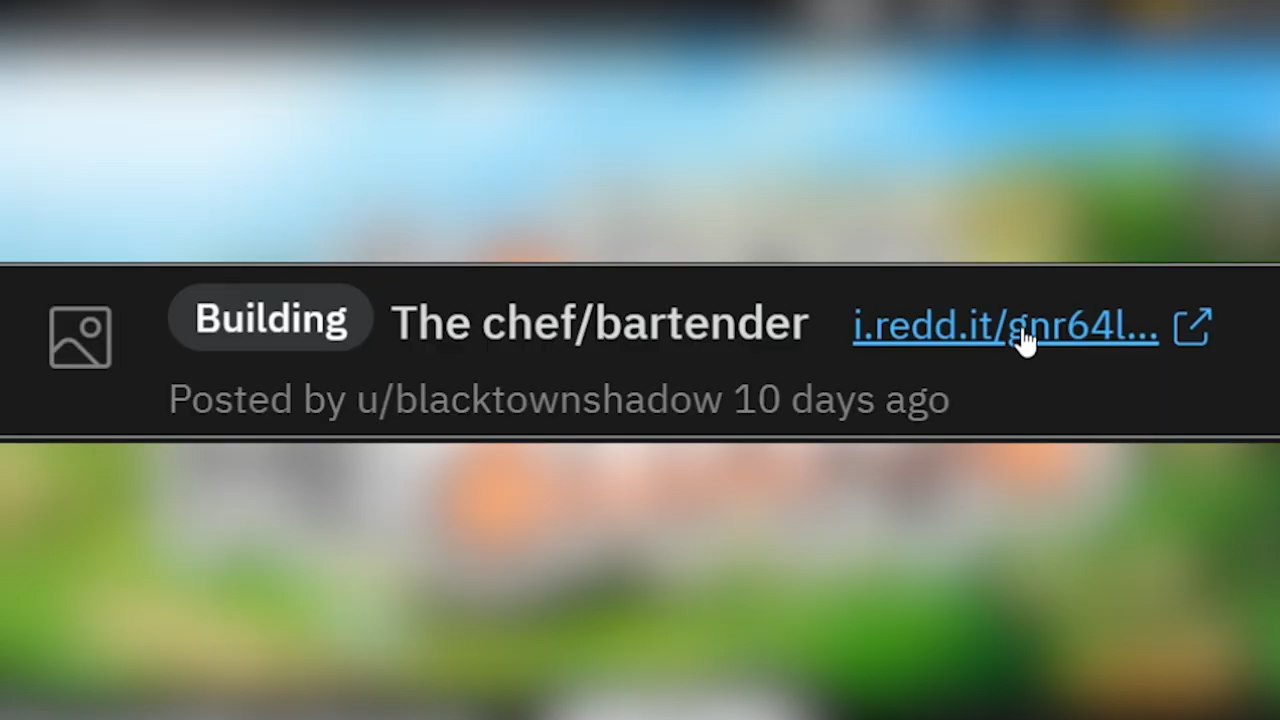 Building The chef/bartender i.redd.it/gnr64l...
Posted by u/blacktownshadow 10 days ago